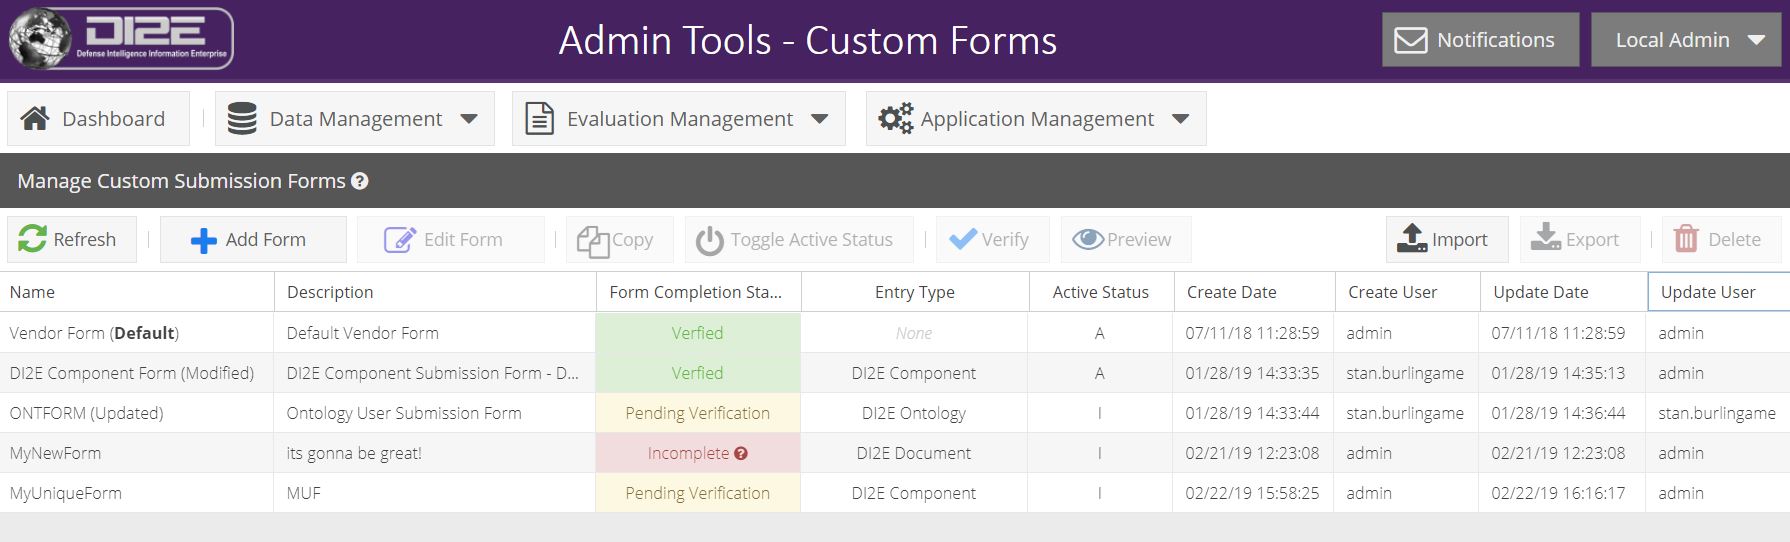 DI2E
Defense Intelligence Information Enterprise
Admin Tools - Custom Forms
Notifications
Local Admin
Dashboard
Data Management
Evaluation Management
Application Management
Manage Custom Submission Forms ?
Refresh
Add Form
Edit Form
Copy
Toggle Active Status
Verify
Preview
Import
Export
Delete
Name Description Form Completion Sta... Entry Type Active Status Create Date Create User Update Date Update User
Vendor Form (Default) Default Vendor Form Verfied None A 07/11/18 11:28:59 admin 07/11/18 11:28:59 admin
DI2E Component Form (Modified) DI2E Component Submission Form - D... Verfied DI2E Component A 01/28/19 14:33:35 stan.burlingame 01/28/19 14:35:13 admin
ONTFORM (Updated) Ontology User Submission Form Pending Verification DI2E Ontology I 01/28/19 14:33:44 stan.burlingame 01/28/19 14:36:44 stan.burlingame
MyNewForm its gonna be great! Incomplete ? DI2E Document I 02/21/19 12:23:08 admin 02/21/19 12:23:08 admin
MyUniqueForm MUF Pending Verification DI2E Component I 02/22/19 15:58:25 admin 02/22/19 16:16:17 admin